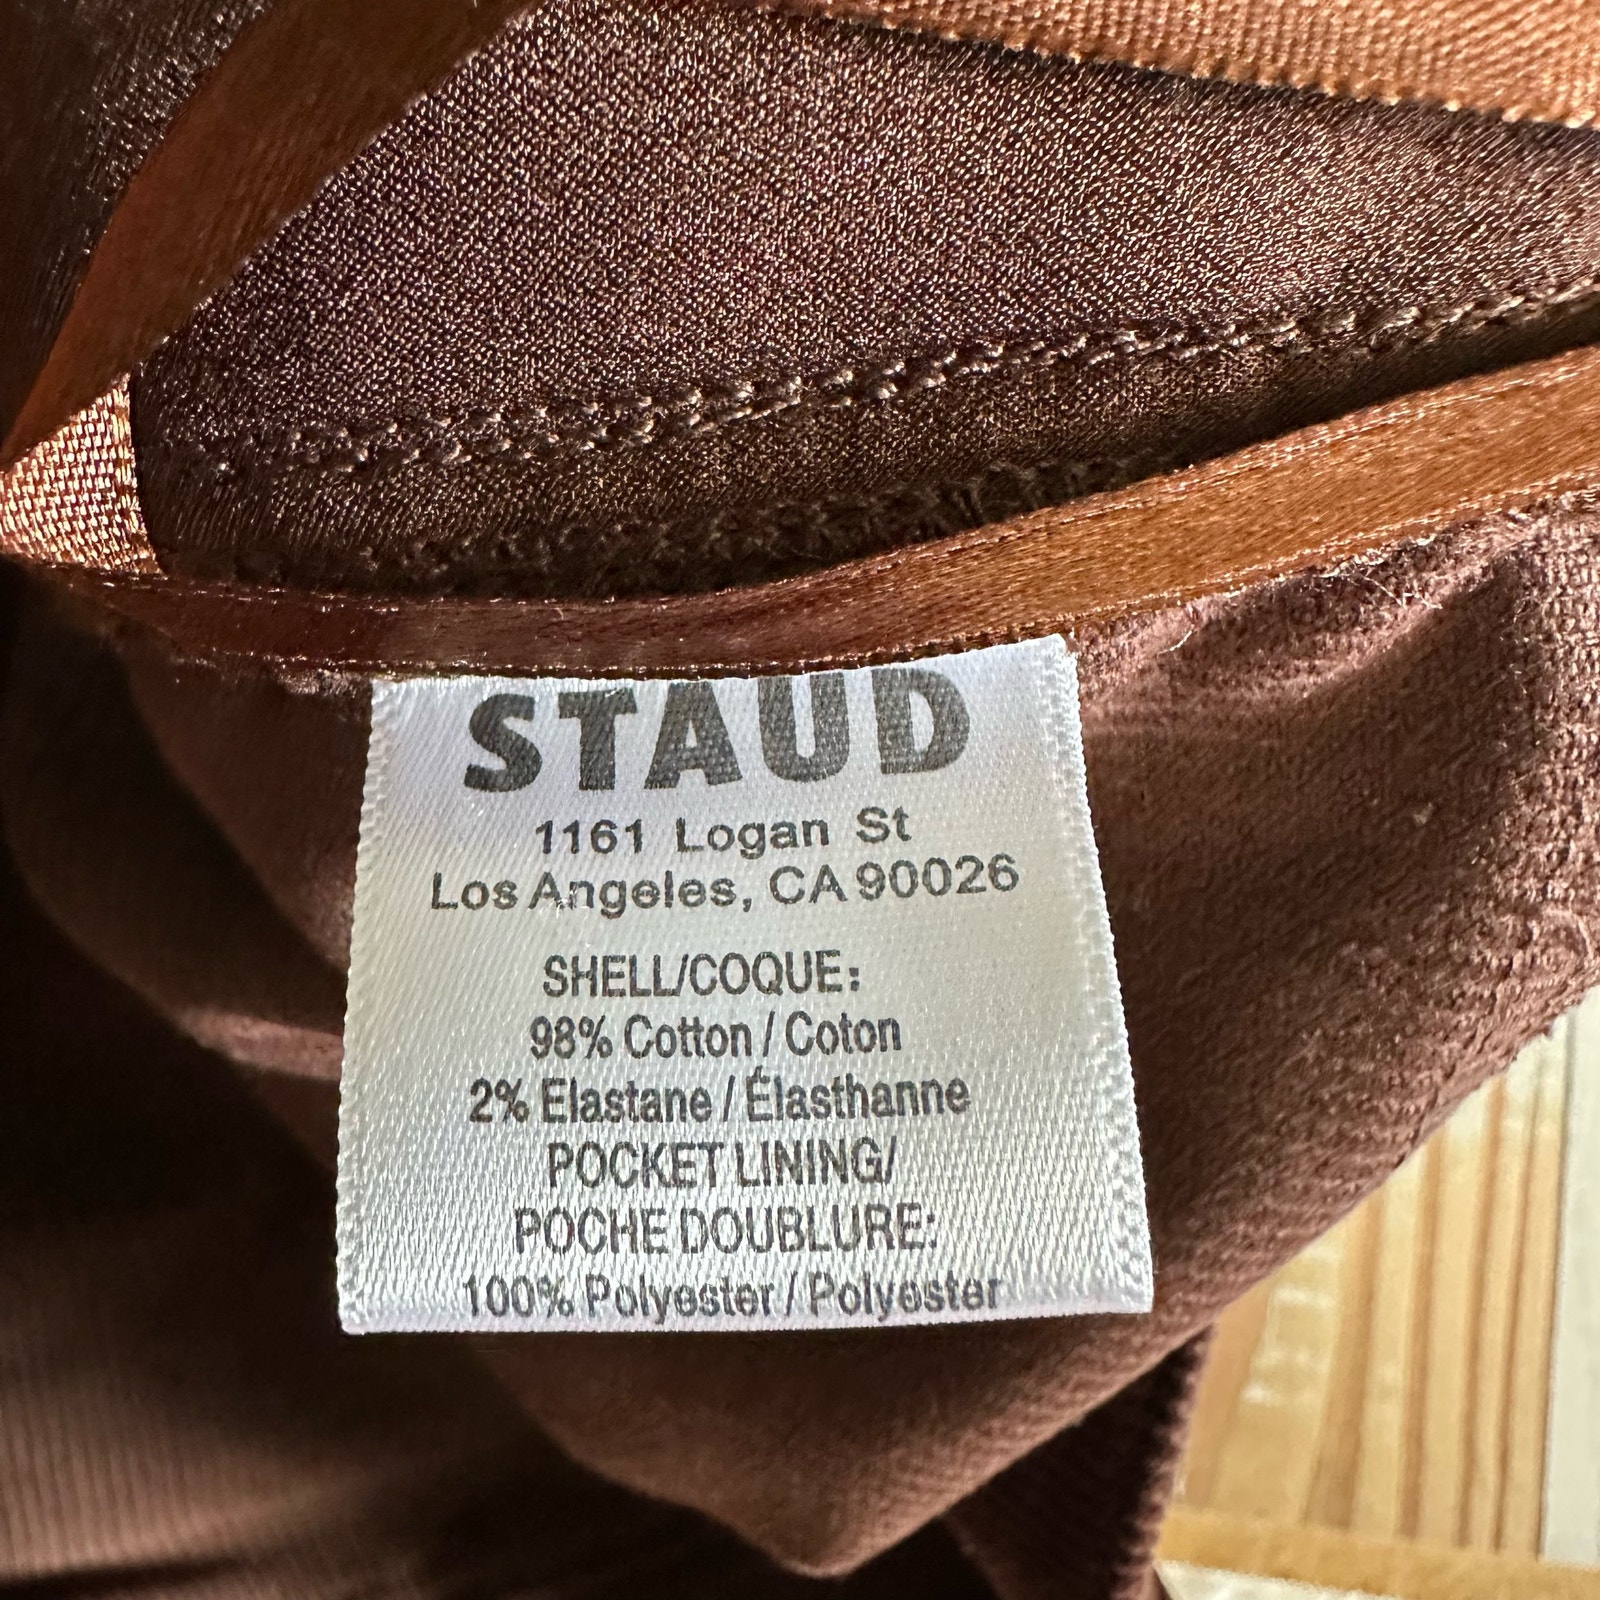 STAUD
1161 Logan St
Los Angeles, CA 90026
SHELL/COQUE:
98% Cotton / Coton
2% Elastane / Élasthanne
POCKET LINING/
POCHE DOUBLURE:
100% Polyester / Polyester